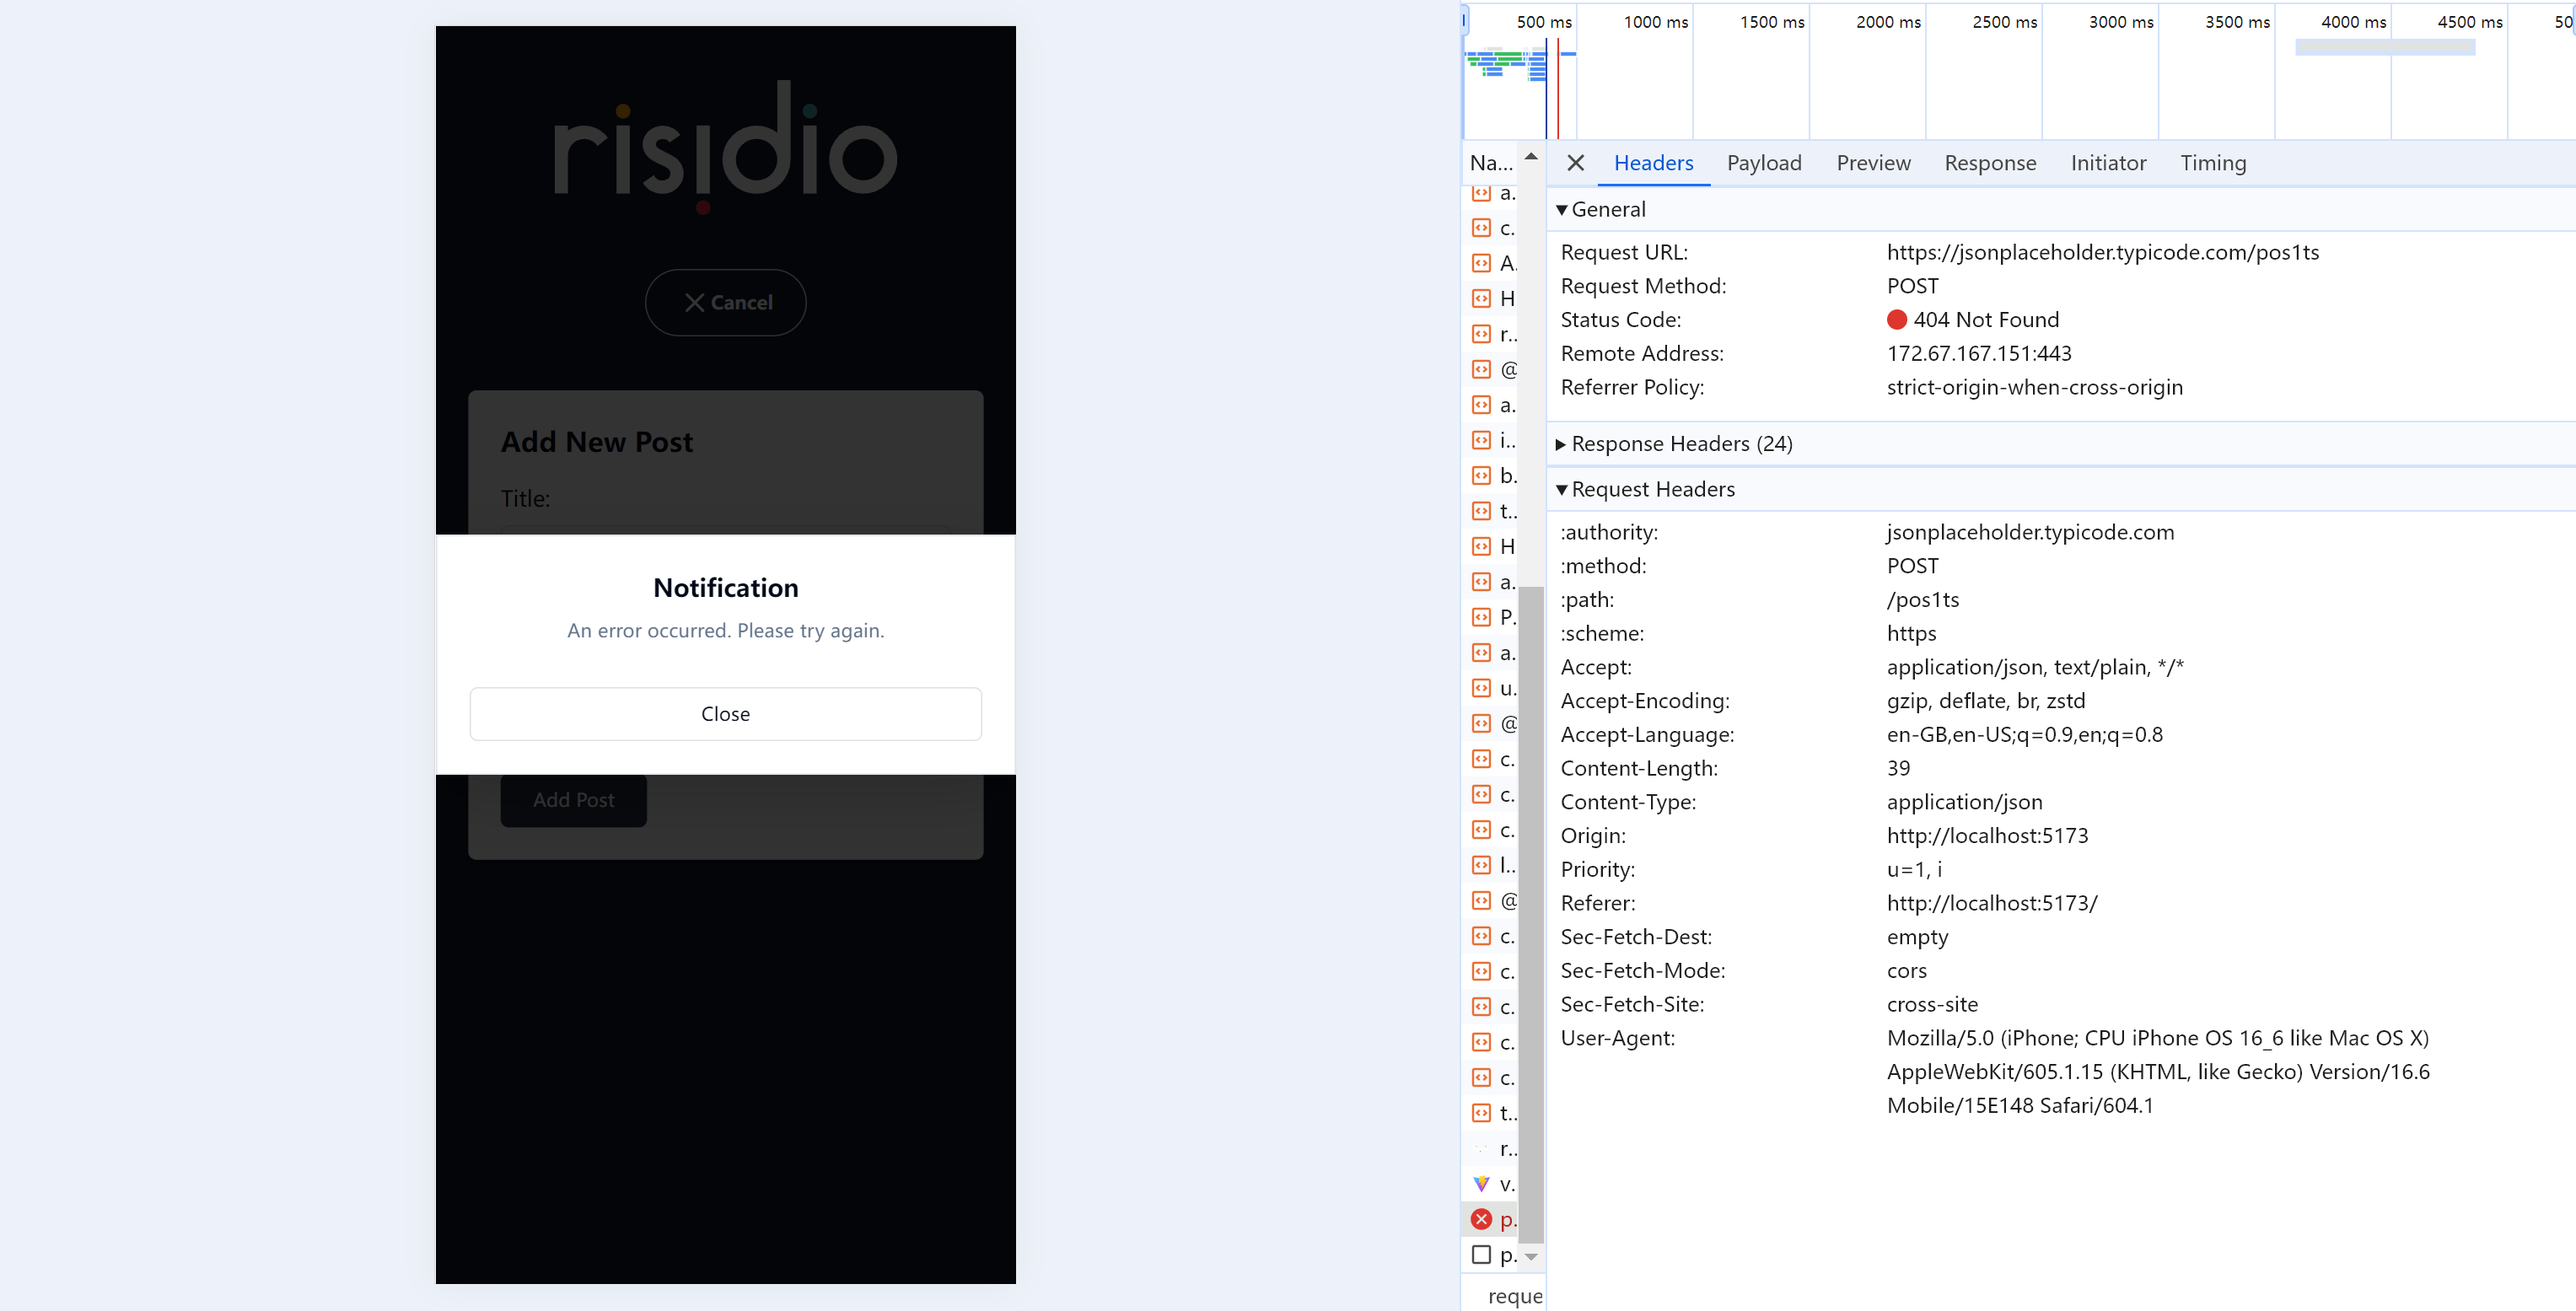 risidio
Cancel
Add New Post
Title:
Notification
An error occurred. Please try again.
Close
Add Post
500 ms 1000 ms 1500 ms 2000 ms 2500 ms 3000 ms 3500 ms 4000 ms 4500 ms 50
Na...
Headers Payload Preview Response Initiator Timing
a.
c.
A.
H
r..
@
a.
i..
b.
t..
H
a.
P.
a.
u.
@
c.
c.
c.
l..
@
c.
c.
c.
c.
c.
t..
r..
v.
p.
p.
reque
General
Request URL: https://jsonplaceholder.typicode.com/pos1ts
Request Method: POST
Status Code: 404 Not Found
Remote Address: 172.67.167.151:443
Referrer Policy: strict-origin-when-cross-origin
Response Headers (24)
Request Headers
:authority: jsonplaceholder.typicode.com
:method: POST
:path: /pos1ts
:scheme: https
Accept: application/json, text/plain, */*
Accept-Encoding: gzip, deflate, br, zstd
Accept-Language: en-GB,en-US;q=0.9,en;q=0.8
Content-Length: 39
Content-Type: application/json
Origin: http://localhost:5173
Priority: u=1, i
Referer: http://localhost:5173/
Sec-Fetch-Dest: empty
Sec-Fetch-Mode: cors
Sec-Fetch-Site: cross-site
User-Agent: Mozilla/5.0 (iPhone; CPU iPhone OS 16_6 like Mac OS X)
AppleWebKit/605.1.15 (KHTML, like Gecko) Version/16.6
Mobile/15E148 Safari/604.1